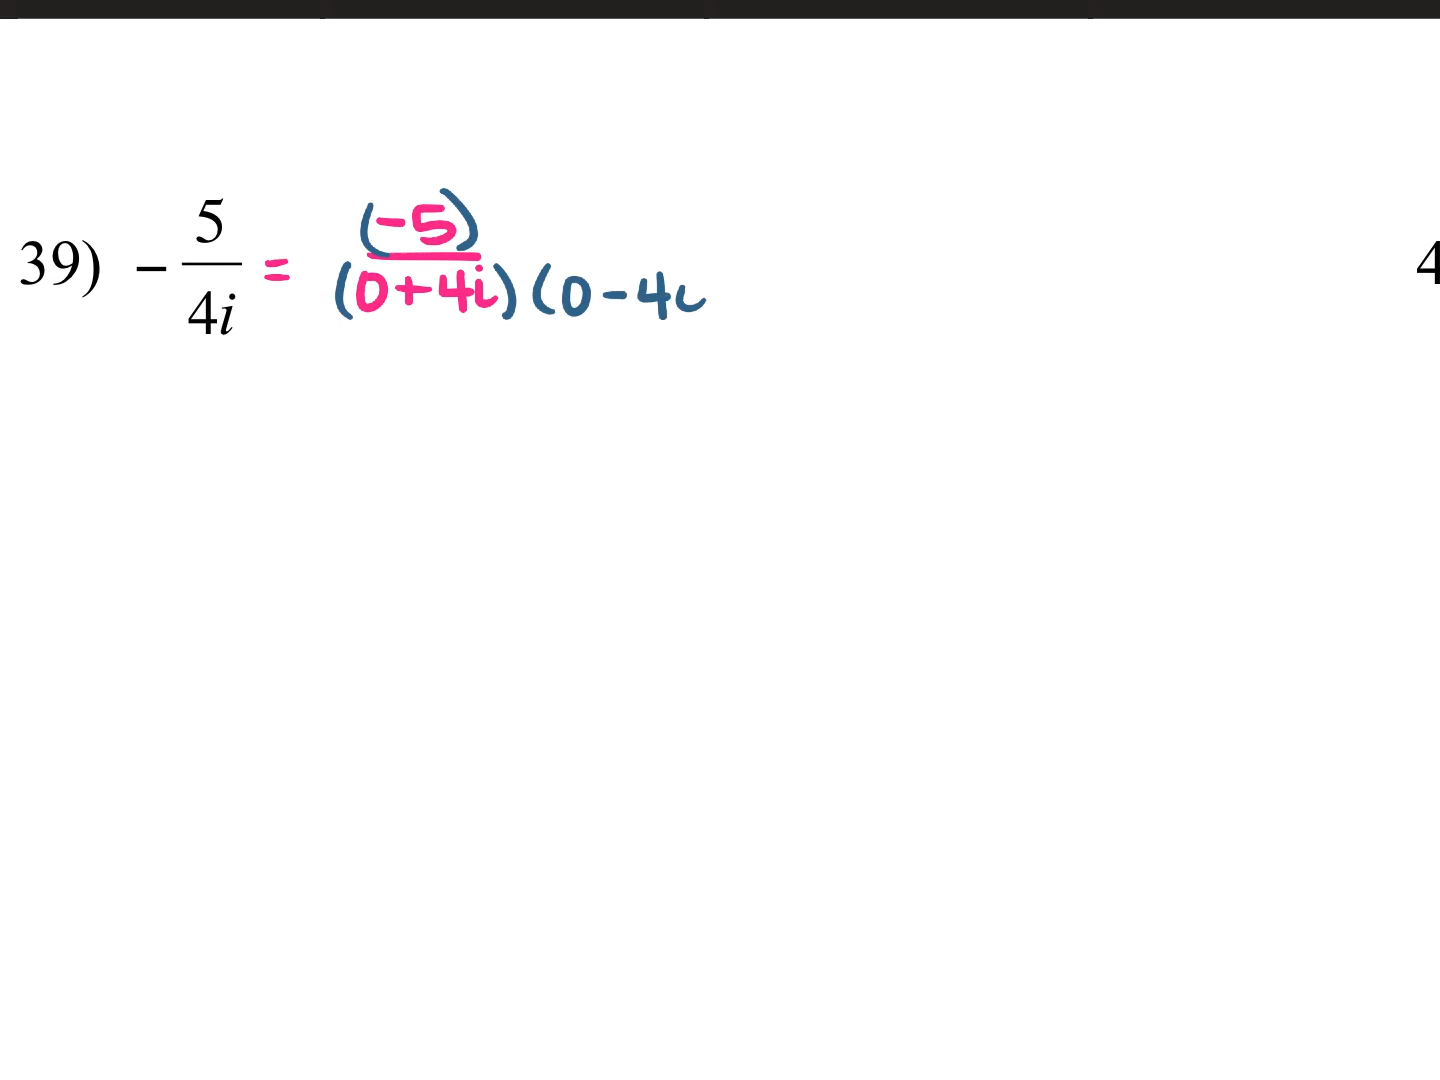 39) - 5/4i = (-5)/(0+4i)(0-4i
4